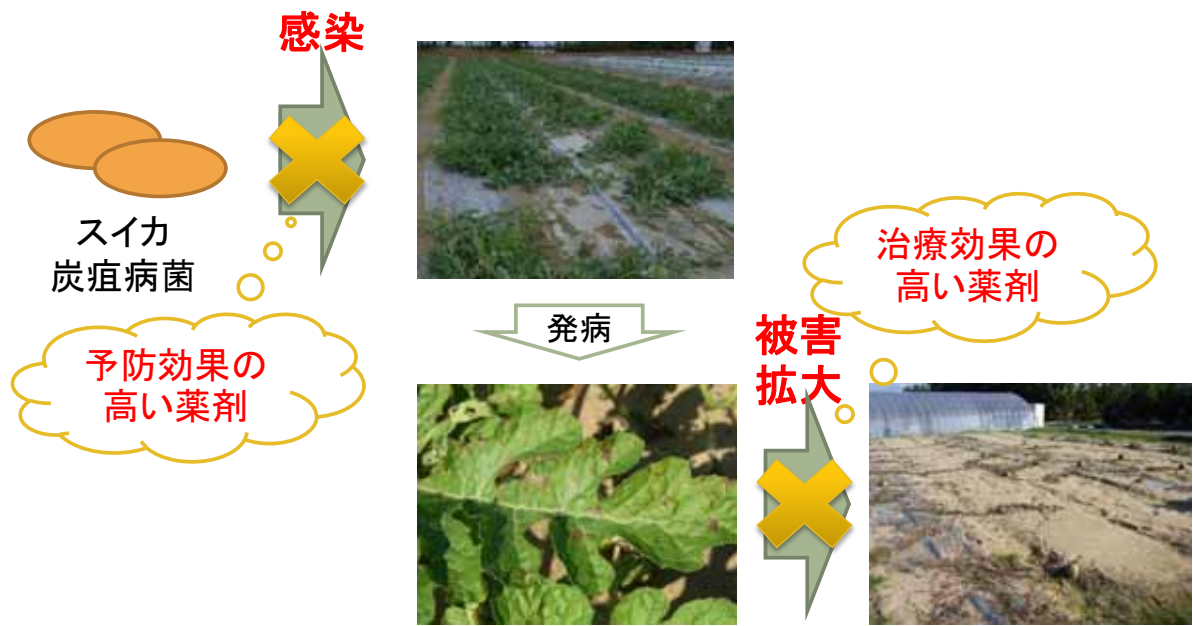 感染
スイカ
炭疽病菌
予防効果の
高い薬剤
発病
被害
拡大
治療効果の
高い薬剤